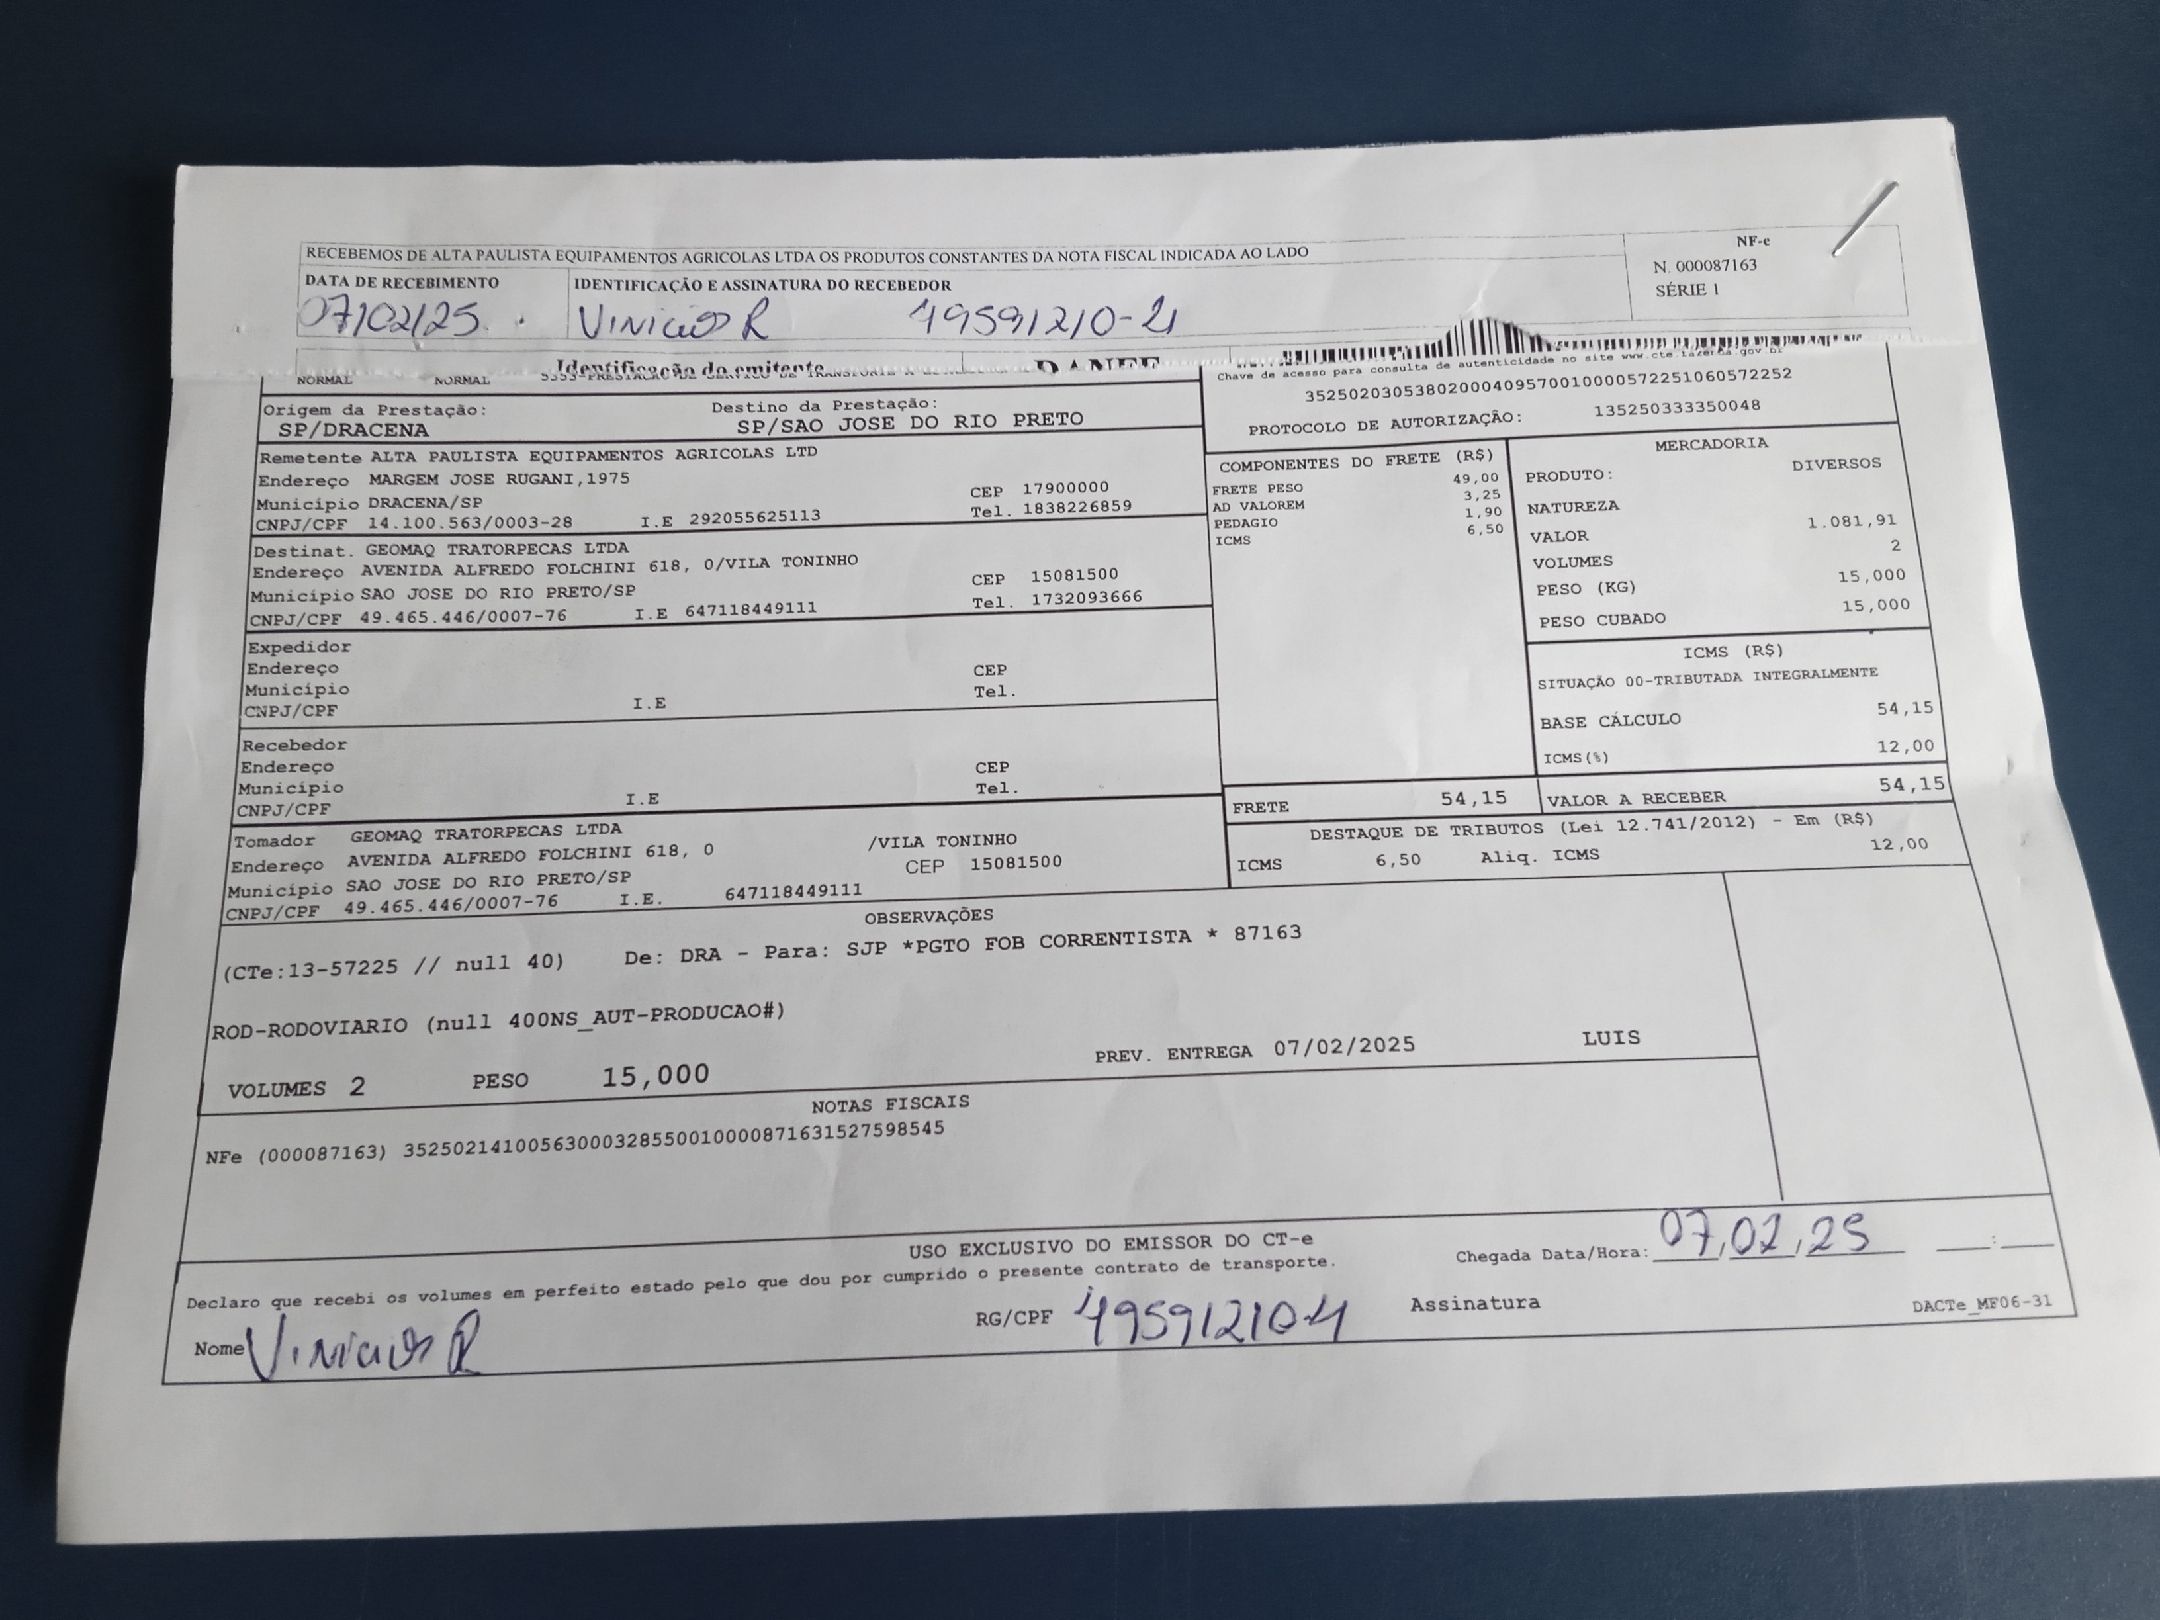 RECEBEMOS DE ALTA PAULISTA EQUIPAMENTOS AGRICOLAS LTDA OS PRODUTOS CONSTANTES DA NOTA FISCAL INDICADA AO LADO
NF-e
N. 000087163
SÉRIE 1
DATA DE RECEBIMENTO
07/02/25
IDENTIFICAÇÃO E ASSINATURA DO RECEBEDOR
Vinicios R 49591210-4
Identificação do emitente
DANFE
NORMAL NORMAL
Chave de acesso para consulta de autenticidade no site www.cte.fazenda.gov.br
35250203053802000409570010000572251060572252
PROTOCOLO DE AUTORIZAÇÃO: 135250333350048
Origem da Prestação: Destino da Prestação:
SP/DRACENA SP/SAO JOSE DO RIO PRETO
Remetente ALTA PAULISTA EQUIPAMENTOS AGRICOLAS LTD
Endereço MARGEM JOSE RUGANI,1975
Município DRACENA/SP CEP 17900000
CNPJ/CPF 14.100.563/0003-28 I.E 292055625113 Tel. 1838226859
Destinat. GEOMAQ TRATORPECAS LTDA
Endereço AVENIDA ALFREDO FOLCHINI 618, 0/VILA TONINHO
Município SAO JOSE DO RIO PRETO/SP CEP 15081500
CNPJ/CPF 49.465.446/0007-76 I.E 647118449111 Tel. 1732093666
Expedidor
Endereço
Município CEP
CNPJ/CPF I.E Tel.
Recebedor
Endereço
Município CEP
CNPJ/CPF I.E Tel.
Tomador GEOMAQ TRATORPECAS LTDA
Endereço AVENIDA ALFREDO FOLCHINI 618, 0 /VILA TONINHO
Município SAO JOSE DO RIO PRETO/SP CEP 15081500
CNPJ/CPF 49.465.446/0007-76 I.E. 647118449111
COMPONENTES DO FRETE (R$)
FRETE PESO 49,00
AD VALOREM 3,25
PEDAGIO 1,90
ICMS 6,50
MERCADORIA
PRODUTO: DIVERSOS
NATUREZA
VALOR 1.081,91
VOLUMES 2
PESO (KG) 15,000
PESO CUBADO 15,000
ICMS (R$)
SITUAÇÃO 00-TRIBUTADA INTEGRALMENTE
BASE CÁLCULO 54,15
ICMS(%) 12,00
FRETE 54,15 VALOR A RECEBER 54,15
DESTAQUE DE TRIBUTOS (Lei 12.741/2012) - Em (R$)
ICMS 6,50 Aliq. ICMS 12,00
OBSERVAÇÕES
(CTe:13-57225 // null 40) De: DRA - Para: SJP *PGTO FOB CORRENTISTA * 87163
ROD-RODOVIARIO (null 400NS_AUT-PRODUCAO#)
VOLUMES 2 PESO 15,000 PREV. ENTREGA 07/02/2025 LUIS
NOTAS FISCAIS
NFe (000087163) 35250214100563000328550010000871631527598545
USO EXCLUSIVO DO EMISSOR DO CT-e
Declaro que recebi os volumes em perfeito estado pelo que dou por cumprido o presente contrato de transporte.
Chegada Data/Hora: 07,02,25 :
Nome Vinicios R RG/CPF 495912104 Assinatura
DACTe_MF06-31